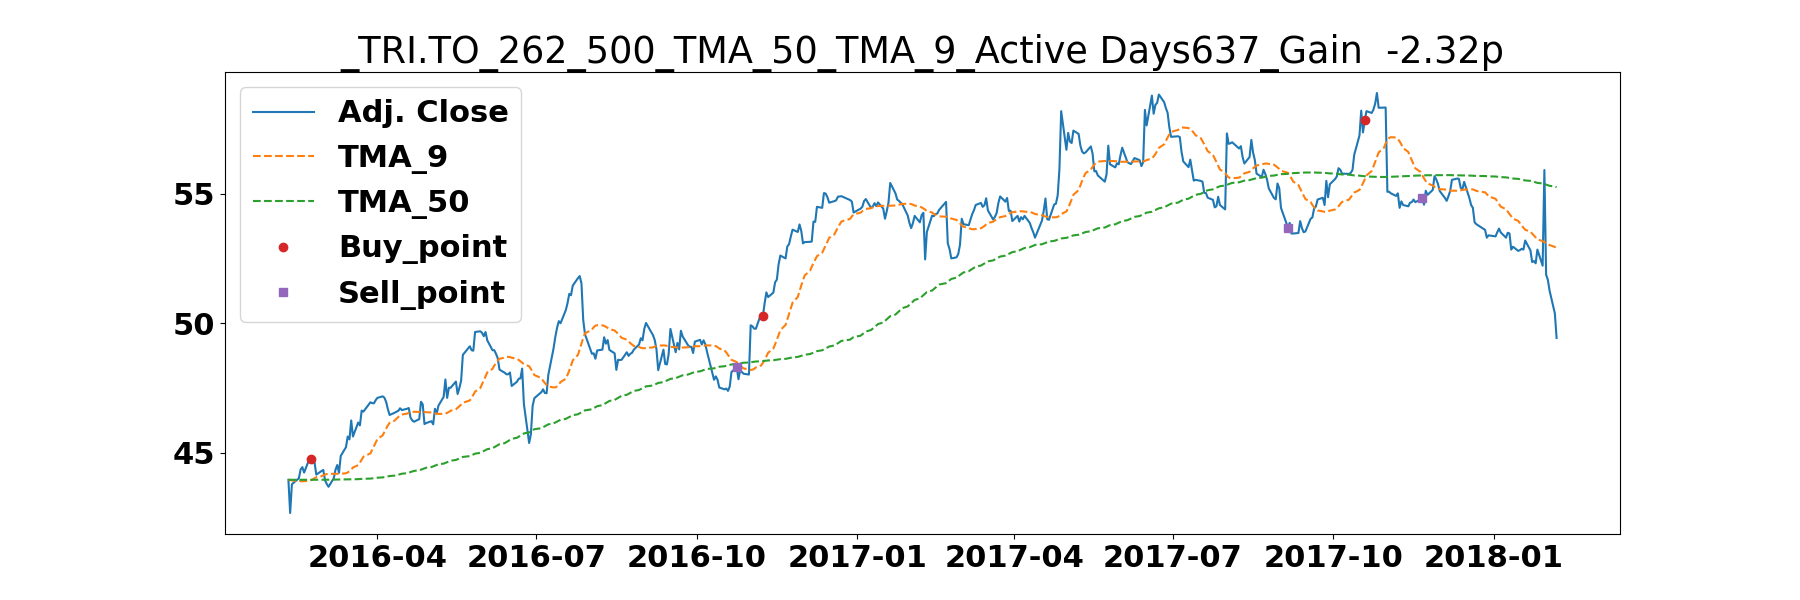 _TRI.TO_262_500_TMA_50_TMA_9_Active Days637_Gain  -2.32p
Adj. Close
TMA_9
TMA_50
Buy_point
Sell_point
55
50
45
2016-04 2016-07 2016-10 2017-01 2017-04 2017-07 2017-10 2018-01